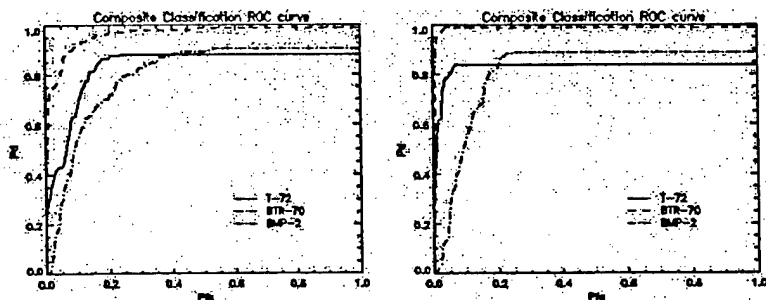 Composite Classification ROC curve
1.0
0.8
0.6
0.4
0.2
0.0
Pd
T-72
BTR-70
BMP-2
0.0 0.2 0.4 0.6 0.8 1.0
Pfa
Composite Classification ROC curve
1.0
0.8
0.6
0.4
0.2
0.0
Pd
T-72
BTR-70
BMP-2
0.0 0.2 0.4 0.6 0.8 1.0
Pfa